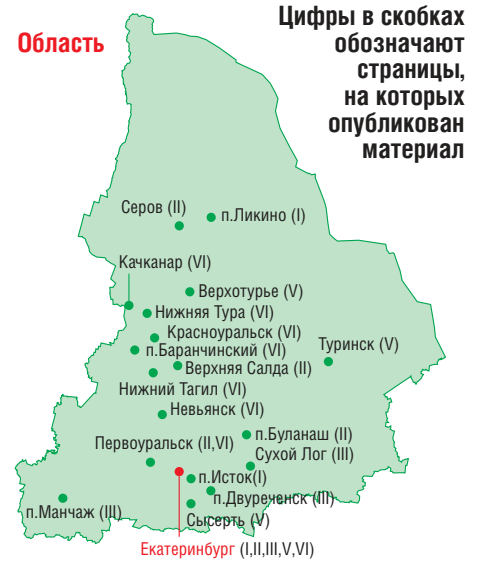 Область
Цифры в скобках
обозначают
страницы,
на которых
опубликован
материал
Серов (II)
п.Ликино (I)
Качканар (VI)
Верхотурье (V)
Нижняя Тура (VI)
Красноуральск (VI)
п.Баранчинский (VI)
Туринск (V)
Верхняя Салда (II)
Нижний Тагил (VI)
Невьянск (VI)
п.Буланаш (II)
Первоуральск (II,VI)
Сухой Лог (III)
п.Исток(I)
п.Двуреченск (III)
п.Манчаж (III)
Сысерть (V)
Екатеринбург (I,II,III,V,VI)